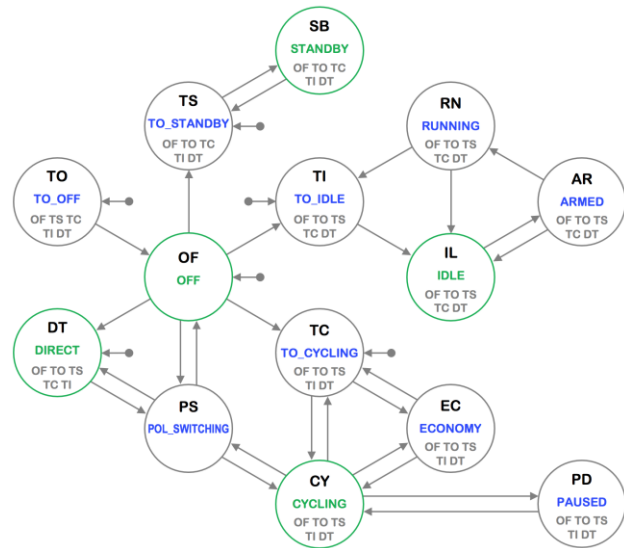 SB
STANDBY
OF TO TC
TI DT
TS
TO_STANDBY
OF TO TC
TI DT
RN
RUNNING
OF TO TS
TC DT
TO
TO_OFF
OF TS TC
TI DT
TI
TO_IDLE
OF TO TS
TC DT
AR
ARMED
OF TO TS
TC DT
OF
OFF
IL
IDLE
OF TO TS
TC DT
DT
DIRECT
OF TO TS
TC TI
TC
TO_CYCLING
OF TO TS
TI DT
PS
POL_SWITCHING
EC
ECONOMY
OF TO TS
TI DT
CY
CYCLING
OF TO TS
TI DT
PD
PAUSED
OF TO TS
TI DT